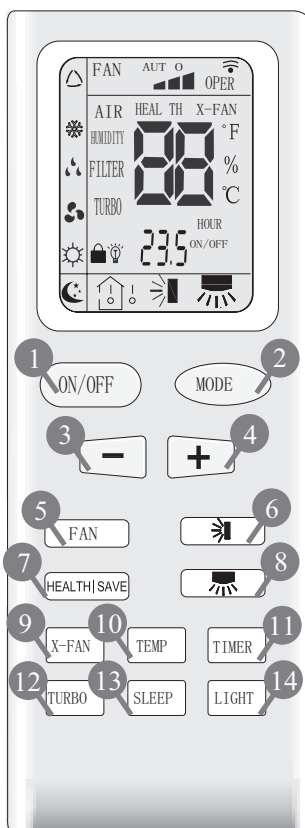 FAN AUT O
OPER
AIR HEAL TH X-FAN
HUMIDITY 88 °F
FILTER %
TURBO °C
HOUR
23.5 ON/OFF
1 2
ON/OFF MODE
3 4
− +
5 6
FAN
7 8
HEALTH|SAVE
9 10 11
X-FAN TEMP TIMER
12 13 14
TURBO SLEEP LIGHT